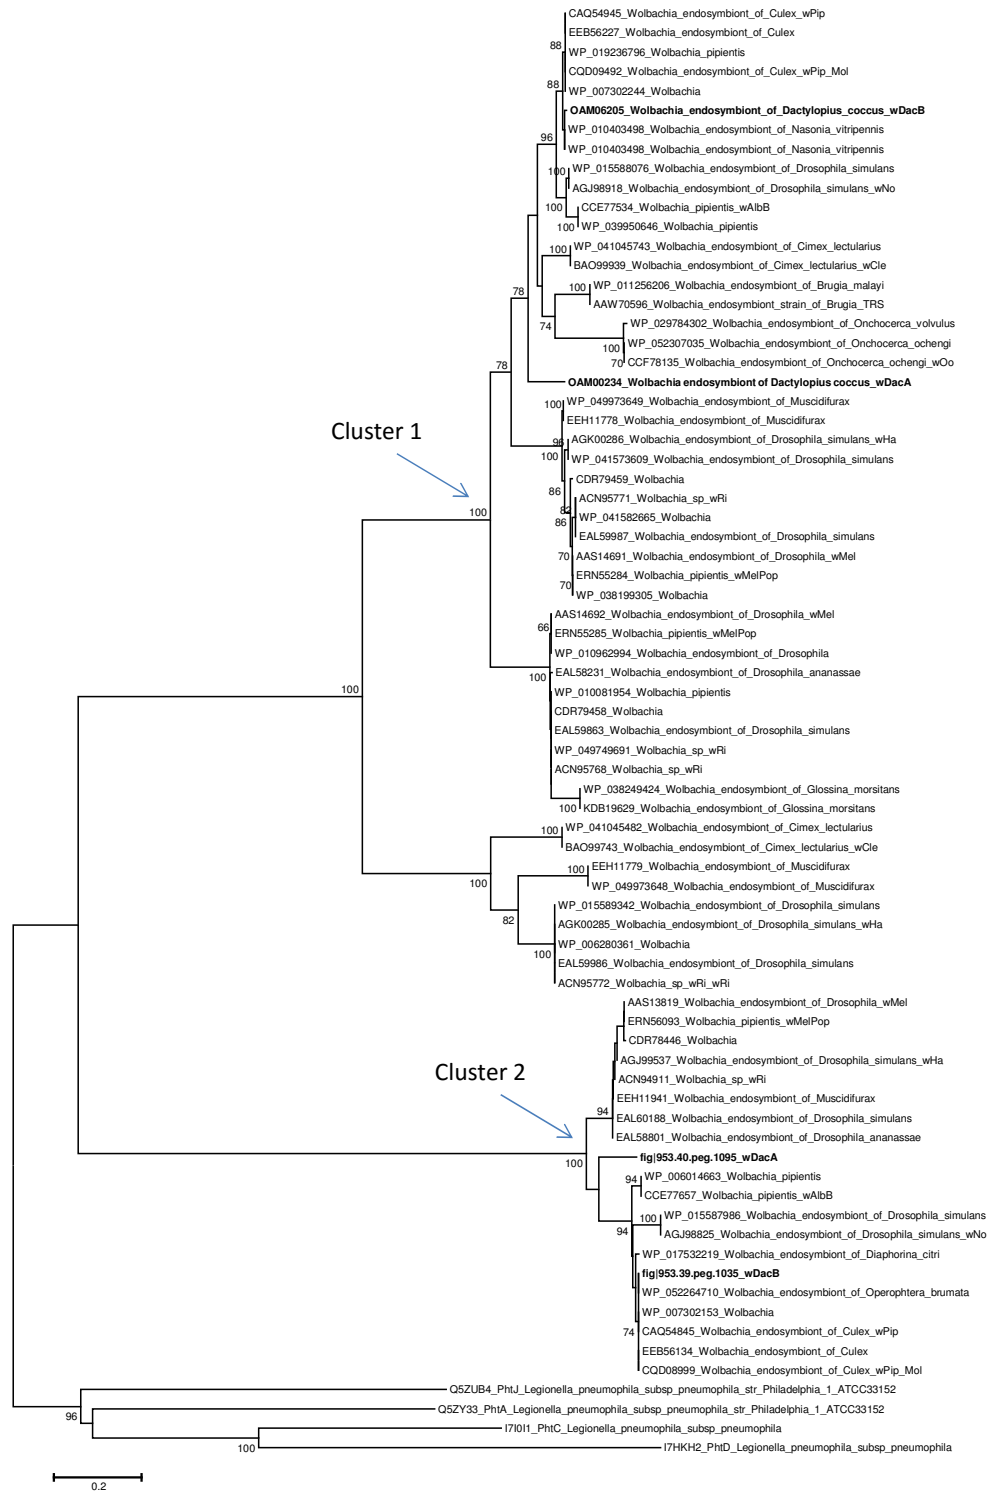 CAQ54945_Wolbachia_endosymbiont_of_Culex_wPip
EEB56227_Wolbachia_endosymbiont_of_Culex
88
WP_019236796_Wolbachia_pipientis
CQD09492_Wolbachia_endosymbiont_of_Culex_wPip_Mol
88
WP_007302244_Wolbachia
OAM06205_Wolbachia_endosymbiont_of_Dactylopius_coccus_wDacB
WP_010403498_Wolbachia_endosymbiont_of_Nasonia_vitripennis
96
WP_010403498_Wolbachia_endosymbiont_of_Nasonia_vitripennis
WP_015588076_Wolbachia_endosymbiont_of_Drosophila_simulans
100
AGJ98918_Wolbachia_endosymbiont_of_Drosophila_simulans_wNo
100
CCE77534_Wolbachia_pipientis_wAlbB
100
WP_039950646_Wolbachia_pipientis
WP_041045743_Wolbachia_endosymbiont_of_Cimex_lectularius
100
BAO99939_Wolbachia_endosymbiont_of_Cimex_lectularius_wCle
WP_011256206_Wolbachia_endosymbiont_of_Brugia_malayi
100
78
AAW70596_Wolbachia_endosymbiont_strain_of_Brugia_TRS
WP_029784302_Wolbachia_endosymbiont_of_Onchocerca_volvulus
74
100
WP_052307035_Wolbachia_endosymbiont_of_Onchocerca_ochengi
70
CCF78135_Wolbachia_endosymbiont_of_Onchocerca_ochengi_wOo
78
OAM00234_Wolbachia endosymbiont of Dactylopius coccus_wDacA
WP_049973649_Wolbachia_endosymbiont_of_Muscidifurax
100
EEH11778_Wolbachia_endosymbiont_of_Muscidifurax
Cluster 1
96
AGK00286_Wolbachia_endosymbiont_of_Drosophila_simulans_wHa
100
WP_041573609_Wolbachia_endosymbiont_of_Drosophila_simulans
CDR79459_Wolbachia
86
ACN95771_Wolbachia_sp_wRi
100
86
WP_041582665_Wolbachia
EAL59987_Wolbachia_endosymbiont_of_Drosophila_simulans
70
AAS14691_Wolbachia_endosymbiont_of_Drosophila_wMel
ERN55284_Wolbachia_pipientis_wMelPop
70
WP_038199305_Wolbachia
AAS14692_Wolbachia_endosymbiont_of_Drosophila_wMel
66
ERN55285_Wolbachia_pipientis_wMelPop
WP_010962994_Wolbachia_endosymbiont_of_Drosophila
EAL58231_Wolbachia_endosymbiont_of_Drosophila_ananassae
100
100
WP_010081954_Wolbachia_pipientis
CDR79458_Wolbachia
EAL59863_Wolbachia_endosymbiont_of_Drosophila_simulans
WP_049749691_Wolbachia_sp_wRi
ACN95768_Wolbachia_sp_wRi
WP_038249424_Wolbachia_endosymbiont_of_Glossina_morsitans
100
KDB19629_Wolbachia_endosymbiont_of_Glossina_morsitans
WP_041045482_Wolbachia_endosymbiont_of_Cimex_lectularius
100
BAO99743_Wolbachia_endosymbiont_of_Cimex_lectularius_wCle
EEH11779_Wolbachia_endosymbiont_of_Muscidifurax
100
100
WP_049973648_Wolbachia_endosymbiont_of_Muscidifurax
WP_015589342_Wolbachia_endosymbiont_of_Drosophila_simulans
82
AGK00285_Wolbachia_endosymbiont_of_Drosophila_simulans_wHa
WP_006280361_Wolbachia
100
EAL59986_Wolbachia_endosymbiont_of_Drosophila_simulans
ACN95772_Wolbachia_sp_wRi_wRi
AAS13819_Wolbachia_endosymbiont_of_Drosophila_wMel
ERN56093_Wolbachia_pipientis_wMelPop
CDR78446_Wolbachia
AGJ99537_Wolbachia_endosymbiont_of_Drosophila_simulans_wHa
Cluster 2
ACN94911_Wolbachia_sp_wRi
EEH11941_Wolbachia_endosymbiont_of_Muscidifurax
94
EAL60188_Wolbachia_endosymbiont_of_Drosophila_simulans
EAL58801_Wolbachia_endosymbiont_of_Drosophila_ananassae
100
fig|953.40.peg.1095_wDacA
94
WP_006014663_Wolbachia_pipientis
CCE77657_Wolbachia_pipientis_wAlbB
WP_015587986_Wolbachia_endosymbiont_of_Drosophila_simulans
100
94
AGJ98825_Wolbachia_endosymbiont_of_Drosophila_simulans_wNo
WP_017532219_Wolbachia_endosymbiont_of_Diaphorina_citri
fig|953.39.peg.1035_wDacB
WP_052264710_Wolbachia_endosymbiont_of_Operophtera_brumata
WP_007302153_Wolbachia
74
CAQ54845_Wolbachia_endosymbiont_of_Culex_wPip
EEB56134_Wolbachia_endosymbiont_of_Culex
CQD08999_Wolbachia_endosymbiont_of_Culex_wPip_Mol
Q5ZUB4_PhtJ_Legionella_pneumophila_subsp_pneumophila_str_Philadelphia_1_ATCC33152
96
Q5ZY33_PhtA_Legionella_pneumophila_subsp_pneumophila_str_Philadelphia_1_ATCC33152
I7I0I1_PhtC_Legionella_pneumophila_subsp_pneumophila
100
I7HKH2_PhtD_Legionella_pneumophila_subsp_pneumophila
0.2